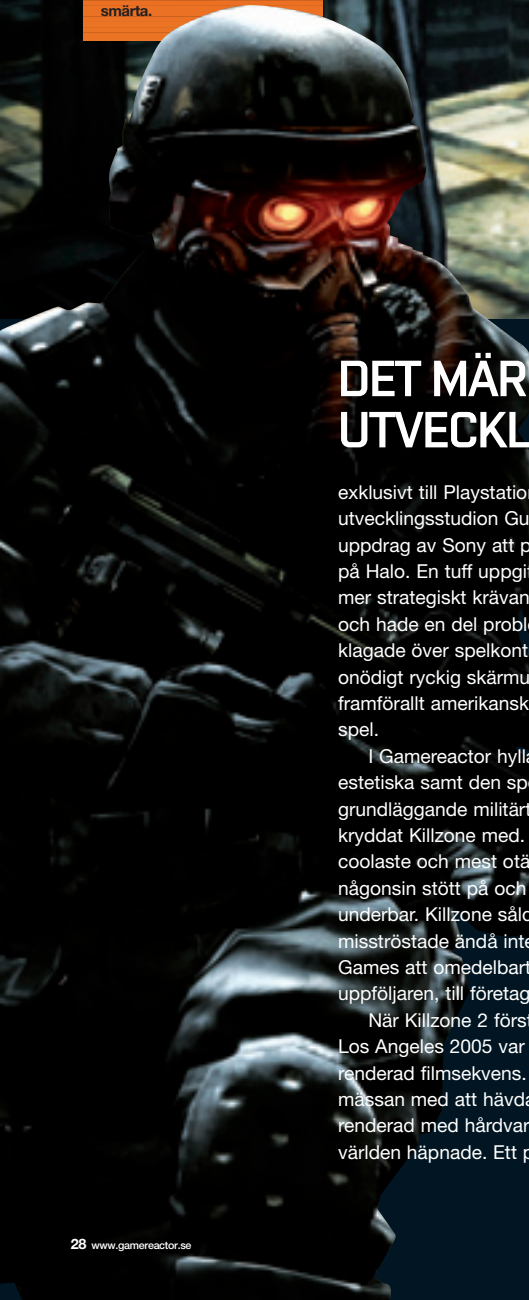 smärta.
DET MÄR
UTVECKL
exklusivt till Playstation
utvecklingsstudion Gu
uppdrag av Sony att p
på Halo. En tuff uppgif
mer strategiskt krävan
och hade en del proble
klagade över spelkont
onödigt ryckig skärmu
framförallt amerikansk
spel.
I Gamereactor hylla
estetiska samt den spe
grundläggande militärt
kryddat Killzone med.
coolaste och mest otä
någonsin stött på och
underbar. Killzone sålo
misströstade ändå inte
Games att omedelbart
uppföljaren, till företag
När Killzone 2 först
Los Angeles 2005 var
renderad filmsekvens.
mässan med att hävda
renderad med hårdvar
världen häpnade. Ett p
28 www.gamereactor.se